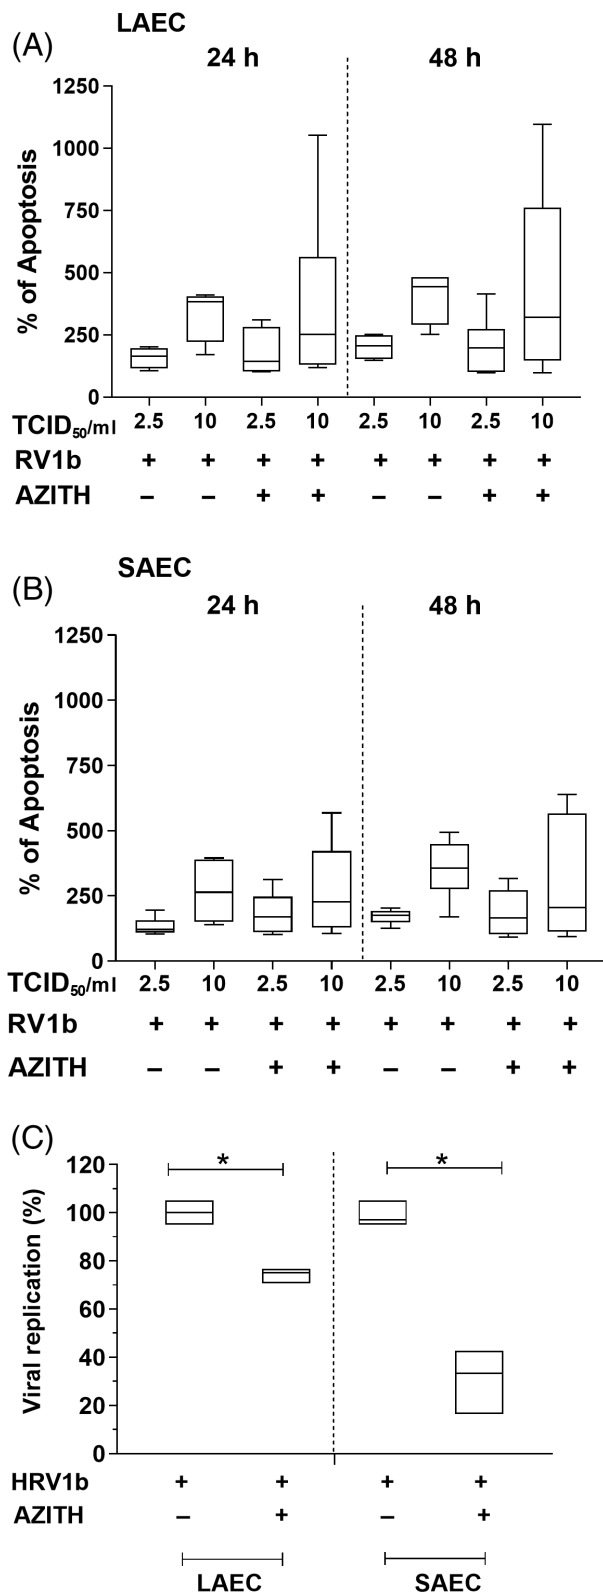 (A) LAEC
24 h 48 h
1250
1000
750
500
250
0
% of Apoptosis
TCID50/ml 2.5 10 2.5 10 2.5 10 2.5 10
RV1b + + + + + + + +
AZITH – – + + – – + +
(B) SAEC
24 h 48 h
1250
1000
750
500
250
0
% of Apoptosis
TCID50/ml 2.5 10 2.5 10 2.5 10 2.5 10
RV1b + + + + + + + +
AZITH – – + + – – + +
(C)
* *
120
100
80
60
40
20
0
Viral replication (%)
HRV1b + + + +
AZITH – + – +
LAEC SAEC